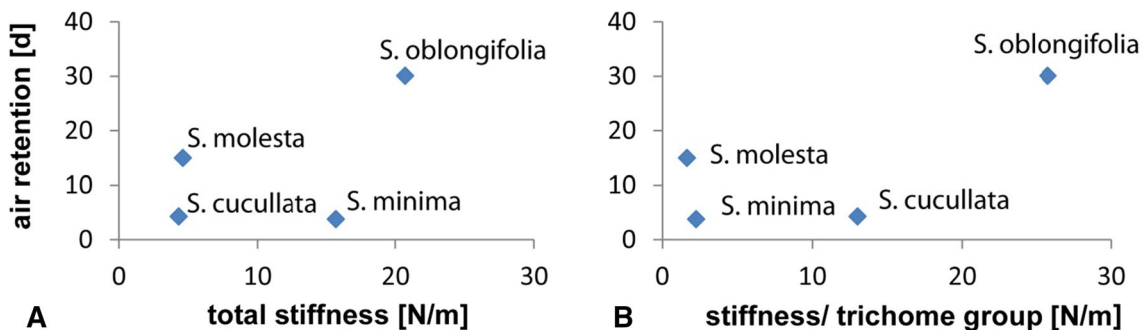 40
30
20
10
0
air retention [d]
S. oblongifolia
S. molesta
S. cucullata
S. minima
0 10 20 30
A total stiffness [N/m]
40
30
20
10
0
S. oblongifolia
S. molesta
S. minima
S. cucullata
0 10 20 30
B stiffness/ trichome group [N/m]